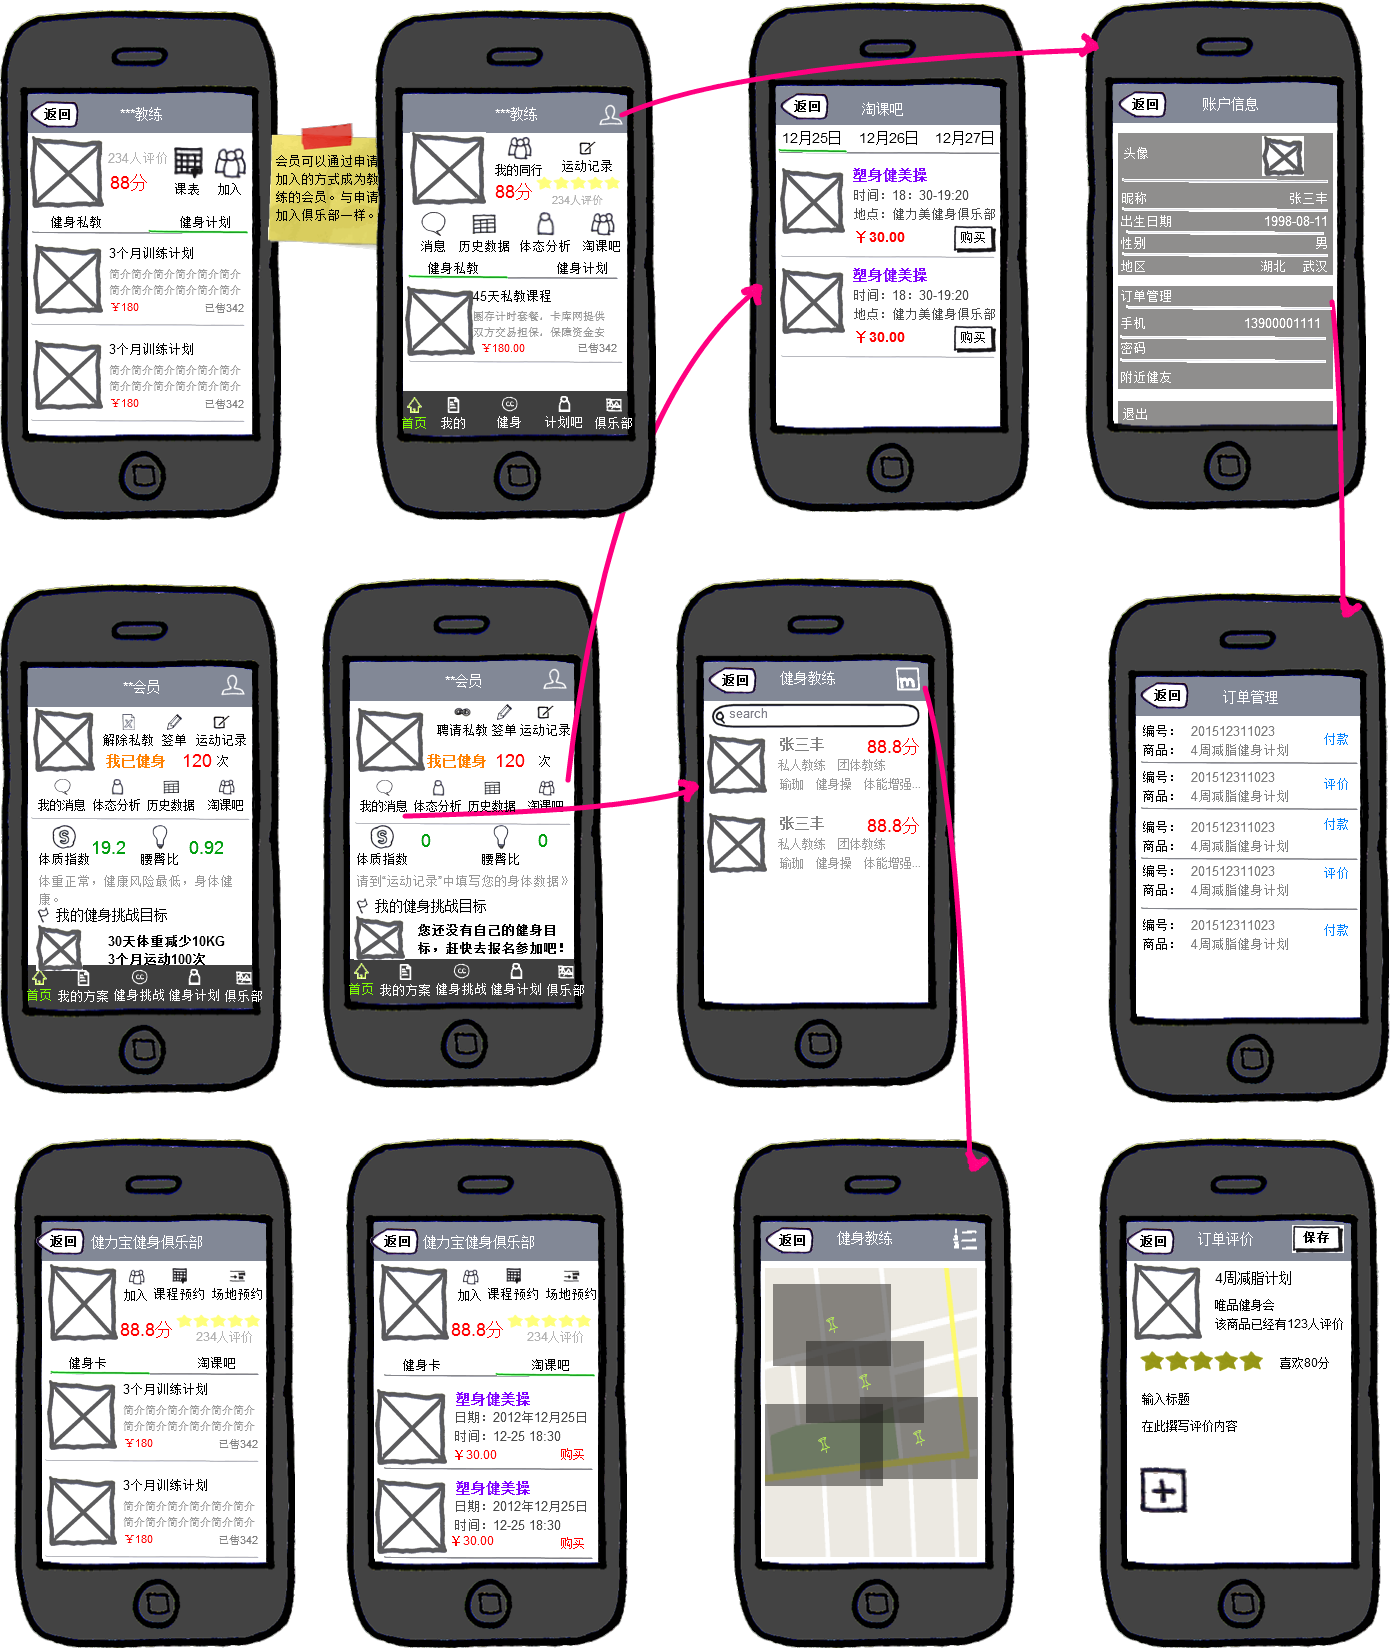 返回
***教练
234人评价
88分
课表
加入
健身私教
健身计划
3个月训练计划
简介简介简介简介简介简介
简介简介简介简介简介简介
￥180
已售342
3个月训练计划
简介简介简介简介简介简介
简介简介简介简介简介简介
￥180
已售342
会员可以通过申请
加入的方式成为教
练的会员。与申请
加入俱乐部一样。
***教练
我的同行
运动记录
88分
234人评价
消息
历史数据
体态分析
淘课吧
健身私教
健身计划
45天私教课程
圈存计时套餐，卡库网提供
双方交易担保，保障资金安
￥180.00
已售342
首页
我的
健身
计划吧
俱乐部
返回
淘课吧
12月25日
12月26日
12月27日
塑身健美操
时间：18：30-19:20
地点：健力美健身俱乐部
￥30.00
购买
塑身健美操
时间：18：30-19:20
地点：健力美健身俱乐部
￥30.00
购买
返回
账户信息
头像
昵称
张三丰
出生日期
1998-08-11
性别
男
地区
湖北 武汉
订单管理
手机
13900001111
密码
附近健友
退出
**会员
解除私教
签单
运动记录
我已健身 120 次
我的消息
体态分析
历史数据
淘课吧
体质指数
19.2
腰臀比
0.92
体重正常，健康风险最低，身体健
康。
我的健身挑战目标
30天体重减少10KG
3个月运动100次
首页
我的方案
健身挑战
健身计划
俱乐部
**会员
聘请私教
签单
运动记录
我已健身 120 次
我的消息
体态分析
历史数据
淘课吧
体质指数
0
腰臀比
0
请到“运动记录”中填写您的身体数据》
我的健身挑战目标
您还没有自己的健身目
标，赶快去报名参加吧！
首页
我的方案
健身挑战
健身计划
俱乐部
返回
健身教练
m
search
张三丰
88.8分
私人教练 团体教练
瑜珈 健身操 体能增强...
张三丰
88.8分
私人教练 团体教练
瑜珈 健身操 体能增强...
返回
订单管理
编号： 201512311023
商品： 4周减脂健身计划
付款
编号： 201512311023
商品： 4周减脂健身计划
评价
编号： 201512311023
商品： 4周减脂健身计划
付款
编号： 201512311023
商品： 4周减脂健身计划
评价
编号： 201512311023
商品： 4周减脂健身计划
付款
返回
健力宝健身俱乐部
加入
课程预约
场地预约
88.8分
234人评价
健身卡
淘课吧
3个月训练计划
简介简介简介简介简介简介
简介简介简介简介简介简介
￥180
已售342
3个月训练计划
简介简介简介简介简介简介
简介简介简介简介简介简介
￥180
已售342
返回
健力宝健身俱乐部
加入
课程预约
场地预约
88.8分
234人评价
健身卡
淘课吧
塑身健美操
日期：2012年12月25日
时间：12-25 18:30
￥30.00
购买
塑身健美操
日期：2012年12月25日
时间：12-25 18:30
￥30.00
购买
返回
健身教练
返回
订单评价
保存
4周减脂计划
唯品健身会
该商品已经有123人评价
喜欢80分
输入标题
在此撰写评价内容